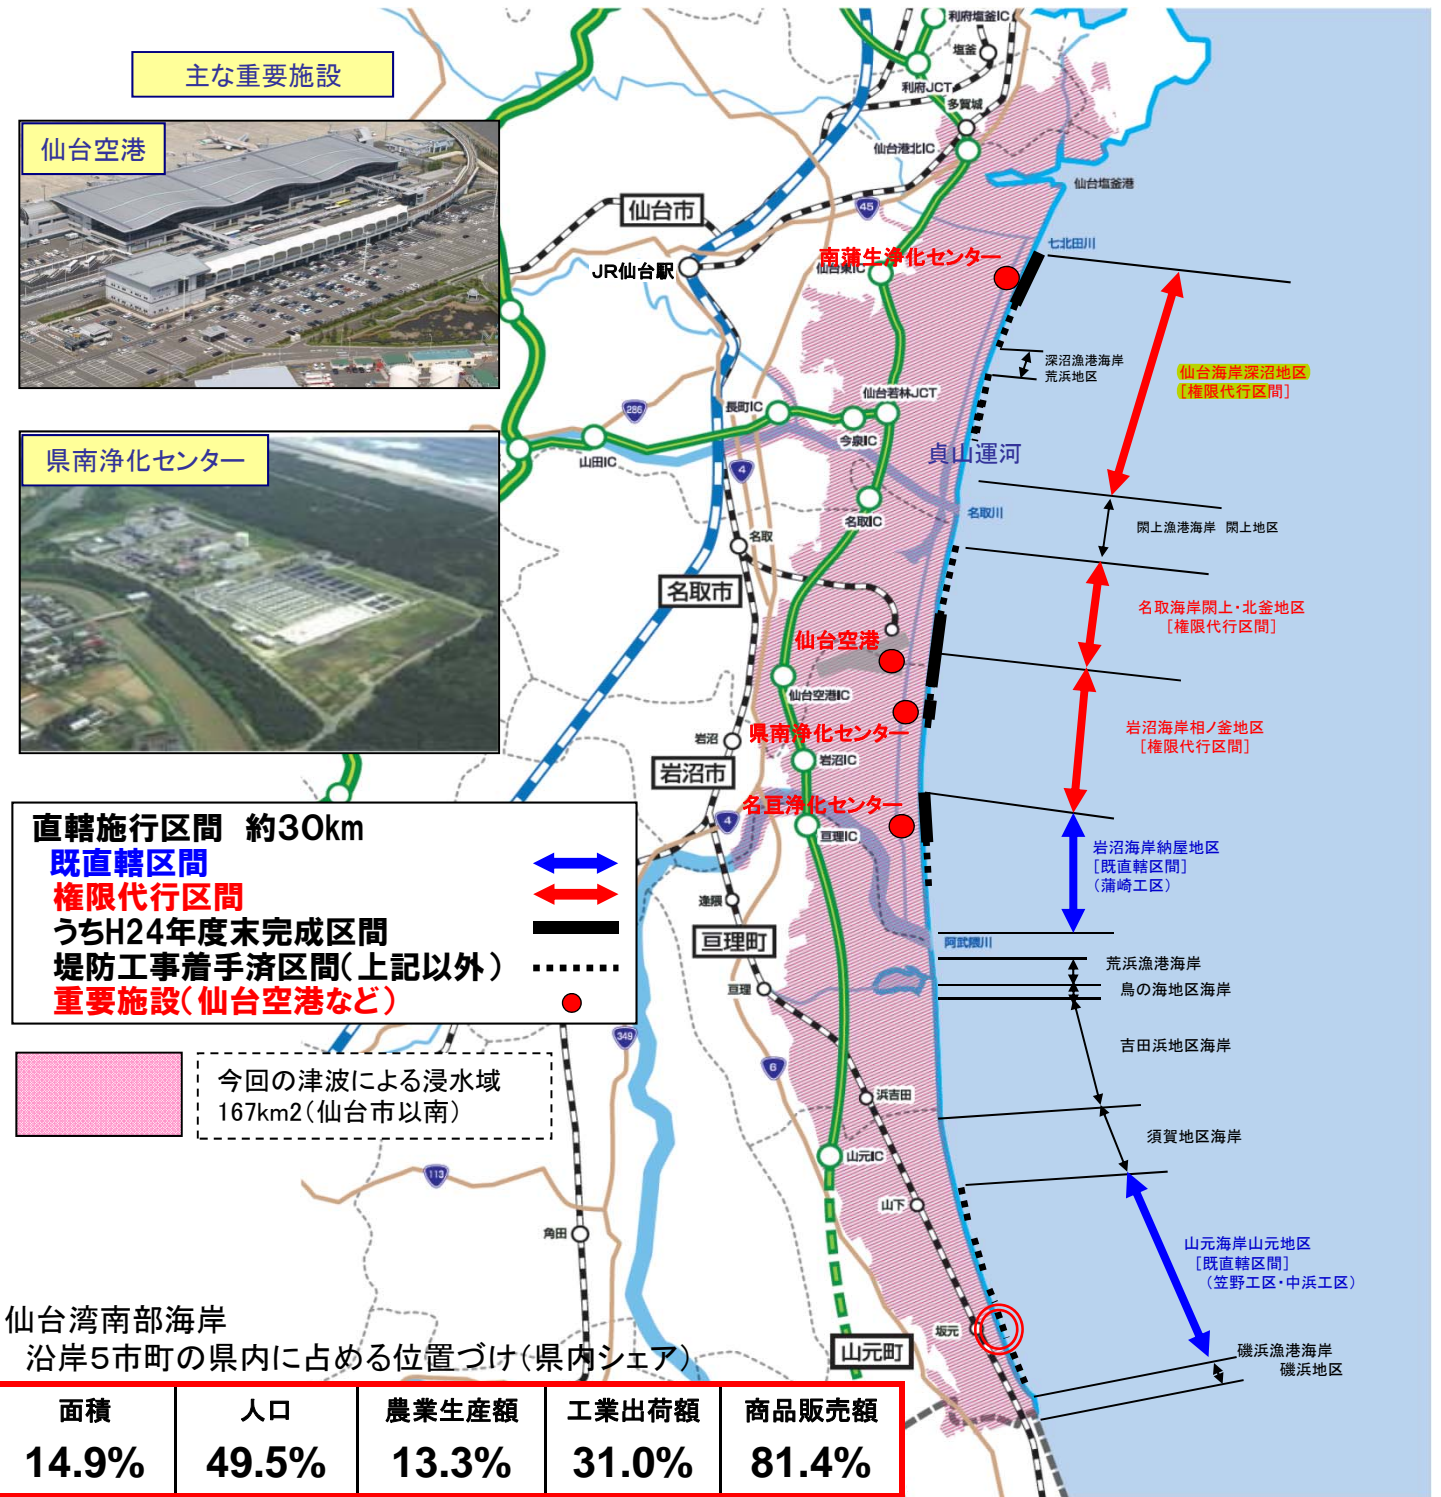 主な重要施設
仙台空港
県南浄化センター
直轄施行区間 約30km
既直轄区間
権限代行区間
うちH24年度末完成区間
堤防工事着手済区間(上記以外)
重要施設(仙台空港など)
今回の津波による浸水域
167km2(仙台市以南)
利府塩釜IC
塩釜
利府JCT
多賀城
仙台港北IC
仙台塩釜港
仙台市
45
七北田川
南蒲生浄化センター
JR仙台駅
仙台東IC
深沼漁港海岸
荒浜地区
仙台海岸深沼地区
[権限代行区間]
仙台若林JCT
長町IC
286
今泉IC
山田IC
4
貞山運河
名取IC
名取川
閖上漁港海岸 閖上地区
名取
名取市
名取海岸閖上・北釜地区
[権限代行区間]
仙台空港
仙台空港IC
岩沼海岸相ノ釜地区
[権限代行区間]
県南浄化センター
岩沼
岩沼IC
岩沼市
名亘浄化センター
4
亘理IC
岩沼海岸納屋地区
[既直轄区間]
(蒲崎工区)
逢隈
亘理町
阿武隈川
荒浜漁港海岸
亘理
鳥の海地区海岸
349
6
吉田浜地区海岸
浜吉田
須賀地区海岸
山元IC
113
山下
角田
山元海岸山元地区
[既直轄区間]
(笠野工区・中浜工区)
坂元
山元町
磯浜漁港海岸
磯浜地区
仙台湾南部海岸
沿岸5市町の県内に占める位置づけ(県内シェア)
面積 人口 農業生産額 工業出荷額 商品販売額
14.9% 49.5% 13.3% 31.0% 81.4%